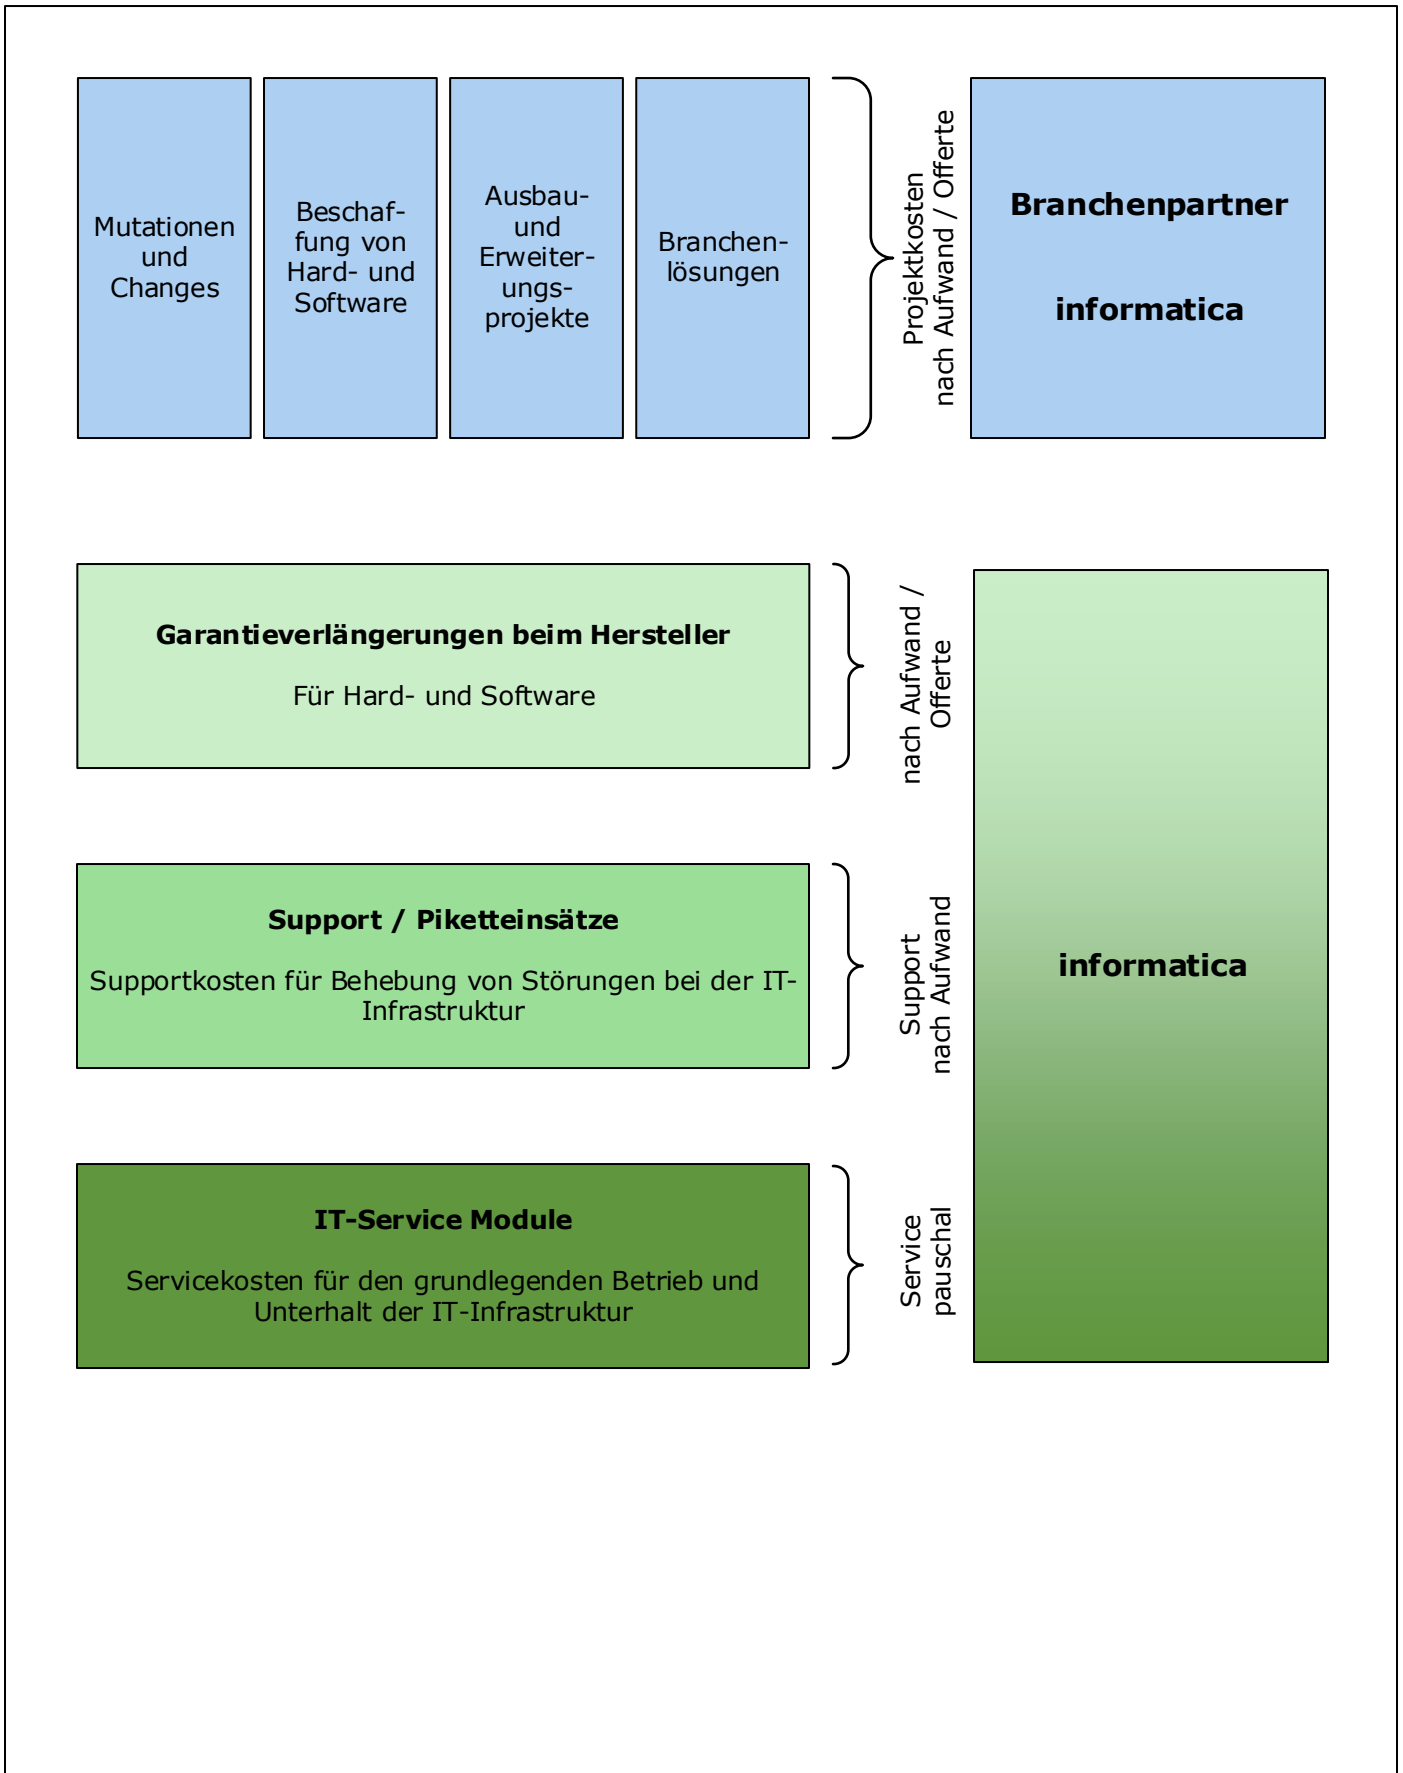 Mutationen
und
Changes
Beschaf-
fung von
Hard- und
Software
Ausbau-
und
Erweiter-
ungs-
projekte
Branchen-
lösungen
Projektkosten
nach Aufwand / Offerte
Branchenpartner
informatica
Garantieverlängerungen beim Hersteller
Für Hard- und Software
nach Aufwand /
Offerte
Support / Piketteinsätze
Supportkosten für Behebung von Störungen bei der IT-
Infrastruktur
Support
nach Aufwand
informatica
IT-Service Module
Servicekosten für den grundlegenden Betrieb und
Unterhalt der IT-Infrastruktur
Service
pauschal